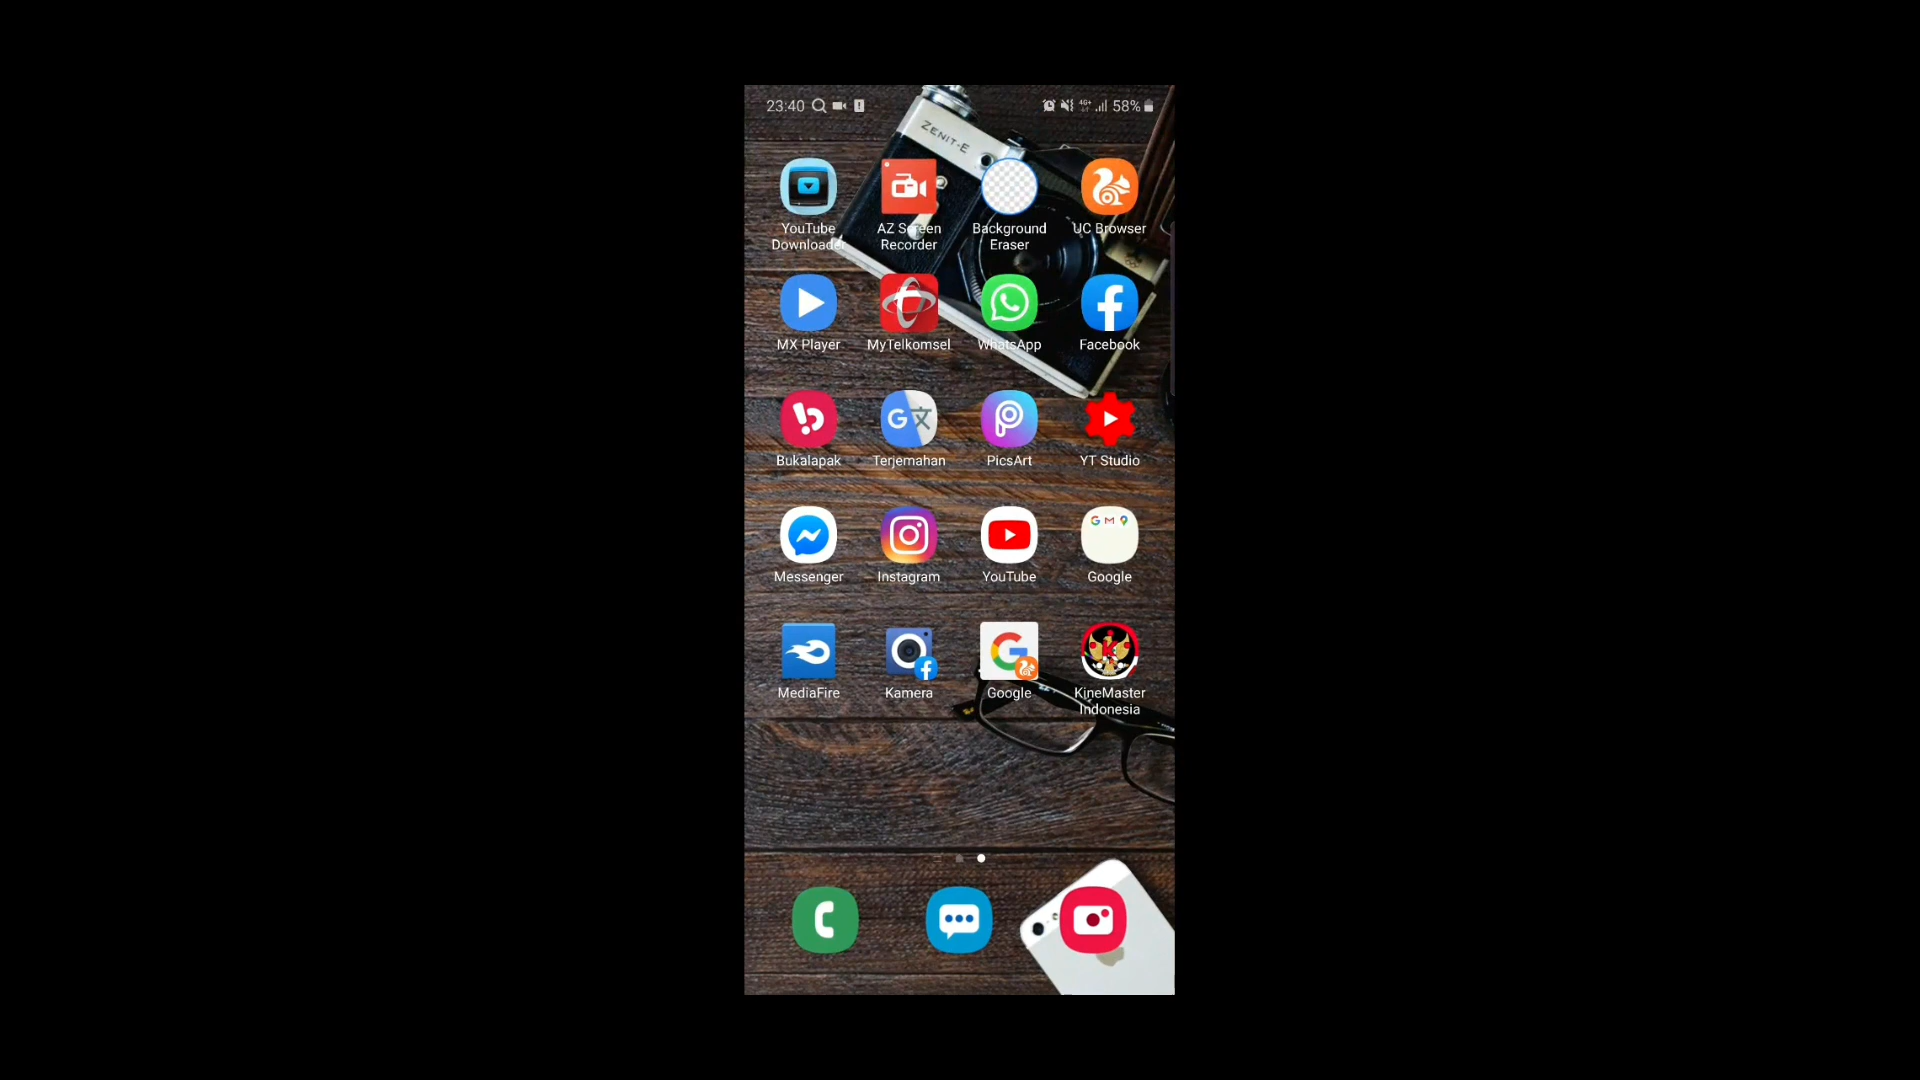 23:40 4G+ 58%
ZENIT-E
YouTube Downloader
AZ Screen Recorder
Background Eraser
UC Browser
MX Player
MyTelkomsel
WhatsApp
Facebook
Bukalapak
Terjemahan
PicsArt
YT Studio
Messenger
Instagram
YouTube
Google
MediaFire
Kamera
Google
KineMaster Indonesia